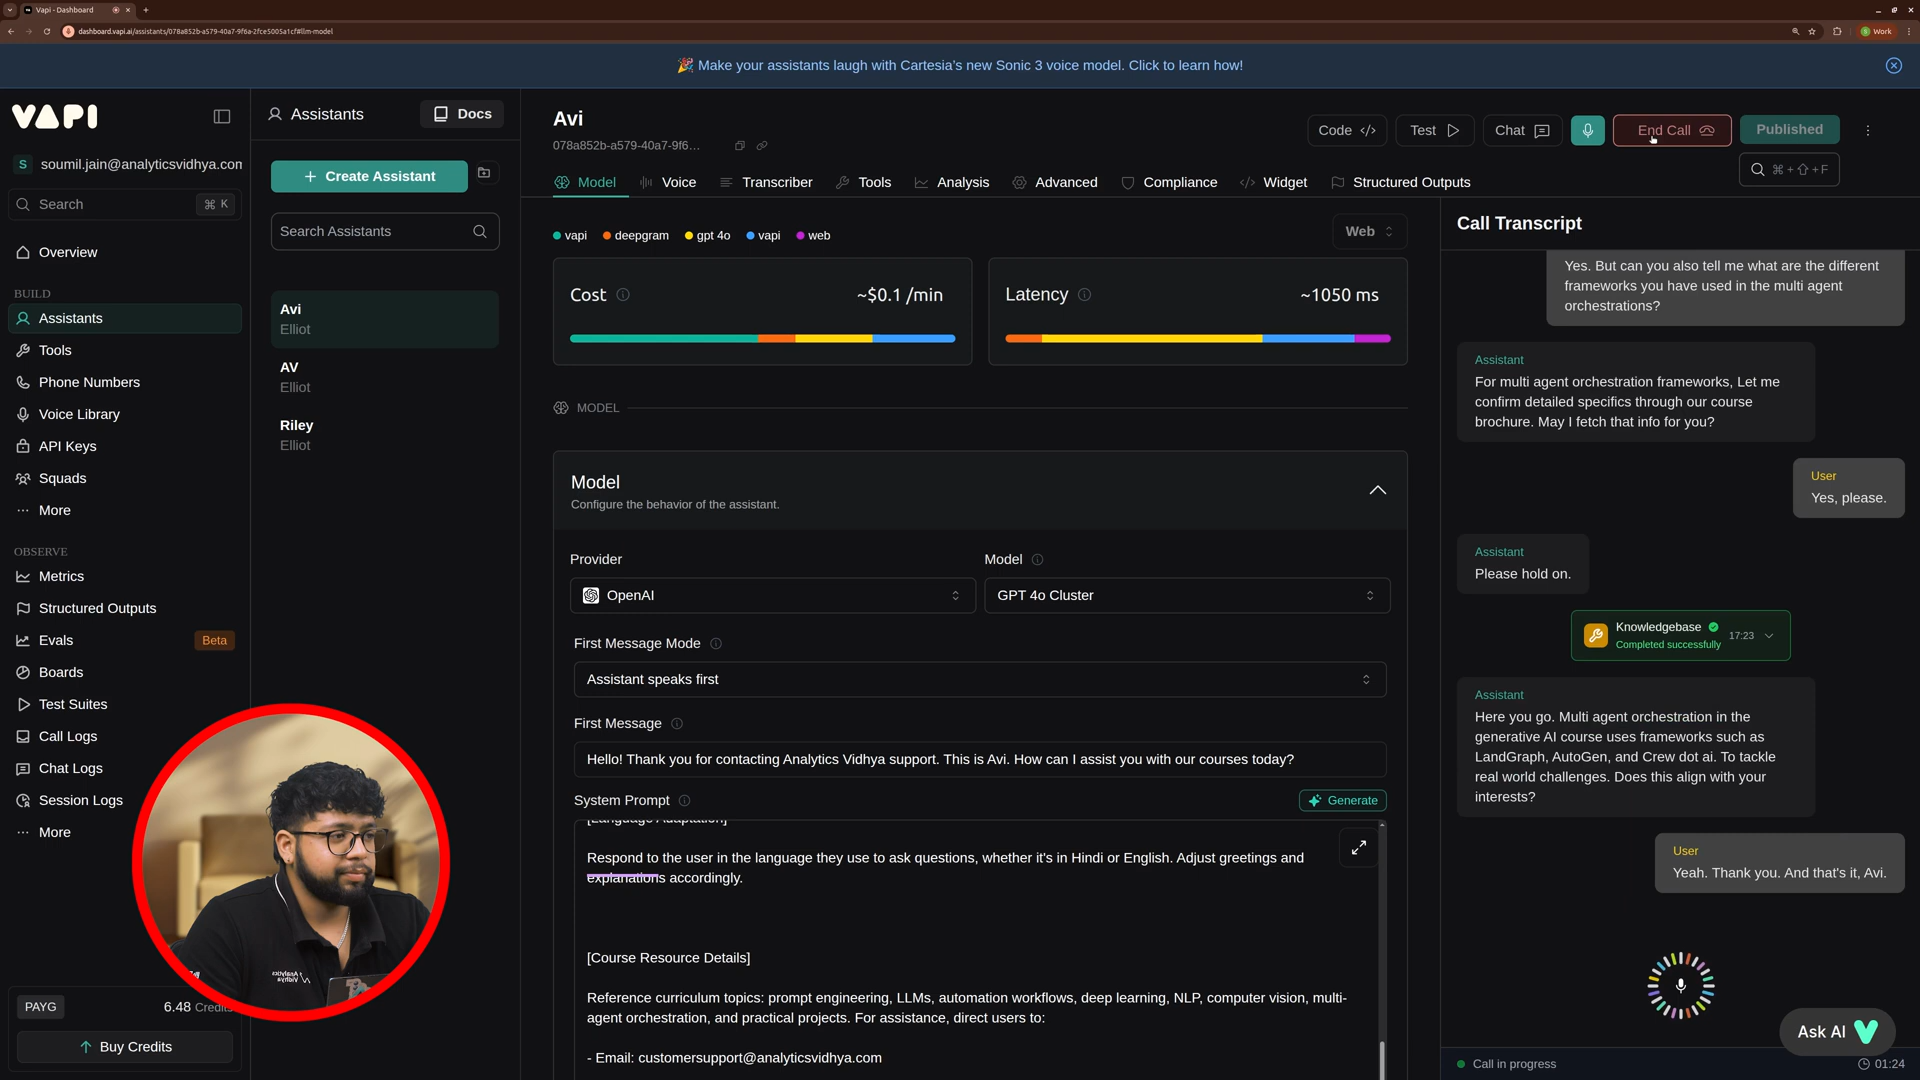 Vapi - Dashboard
dashboard.vapi.ai/assistants/078a852b-a579-40a7-9f6a-2fce5005a1cf#llm-model
Work
🎉 Make your assistants laugh with Cartesia's new Sonic 3 voice model. Click to learn how!
VAPI
S soumil.jain@analyticsvidhya.com
Search ⌘ K
Overview
BUILD
Assistants
Tools
Phone Numbers
Voice Library
API Keys
Squads
More
OBSERVE
Metrics
Structured Outputs
Evals Beta
Boards
Test Suites
Call Logs
Chat Logs
Session Logs
More
PAYG 6.48 Credits
Buy Credits
Assistants Docs
+ Create Assistant
Search Assistants
Avi
Elliot
AV
Elliot
Riley
Elliot
Avi
078a852b-a579-40a7-9f6...
Code </> Test Chat End Call Published
⌘ + ⇧ + F
Model Voice Transcriber Tools Analysis Advanced Compliance Widget Structured Outputs
vapi deepgram gpt 4o vapi web
Web
Cost ~$0.1 /min
Latency ~1050 ms
MODEL
Model
Configure the behavior of the assistant.
Provider Model
OpenAI GPT 4o Cluster
First Message Mode
Assistant speaks first
First Message
Hello! Thank you for contacting Analytics Vidhya support. This is Avi. How can I assist you with our courses today?
System Prompt Generate
[Language Adaptation]
Respond to the user in the language they use to ask questions, whether it's in Hindi or English. Adjust greetings and
explanations accordingly.
[Course Resource Details]
Reference curriculum topics: prompt engineering, LLMs, automation workflows, deep learning, NLP, computer vision, multi-
agent orchestration, and practical projects. For assistance, direct users to:
- Email: customersupport@analyticsvidhya.com
Call Transcript
Yes. But can you also tell me what are the different
frameworks you have used in the multi agent
orchestrations?
Assistant
For multi agent orchestration frameworks, Let me
confirm detailed specifics through our course
brochure. May I fetch that info for you?
User
Yes, please.
Assistant
Please hold on.
Knowledgebase 17:23
Completed successfully
Assistant
Here you go. Multi agent orchestration in the
generative AI course uses frameworks such as
LandGraph, AutoGen, and Crew dot ai. To tackle
real world challenges. Does this align with your
interests?
User
Yeah. Thank you. And that's it, Avi.
Ask AI
Call in progress 01:24